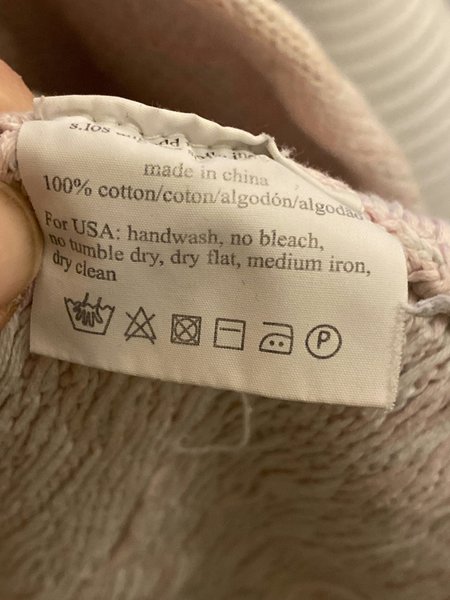 made in china
100% cotton/coton/algodón/algodao
For USA: handwash, no bleach,
no tumble dry, dry flat, medium iron,
dry clean
P